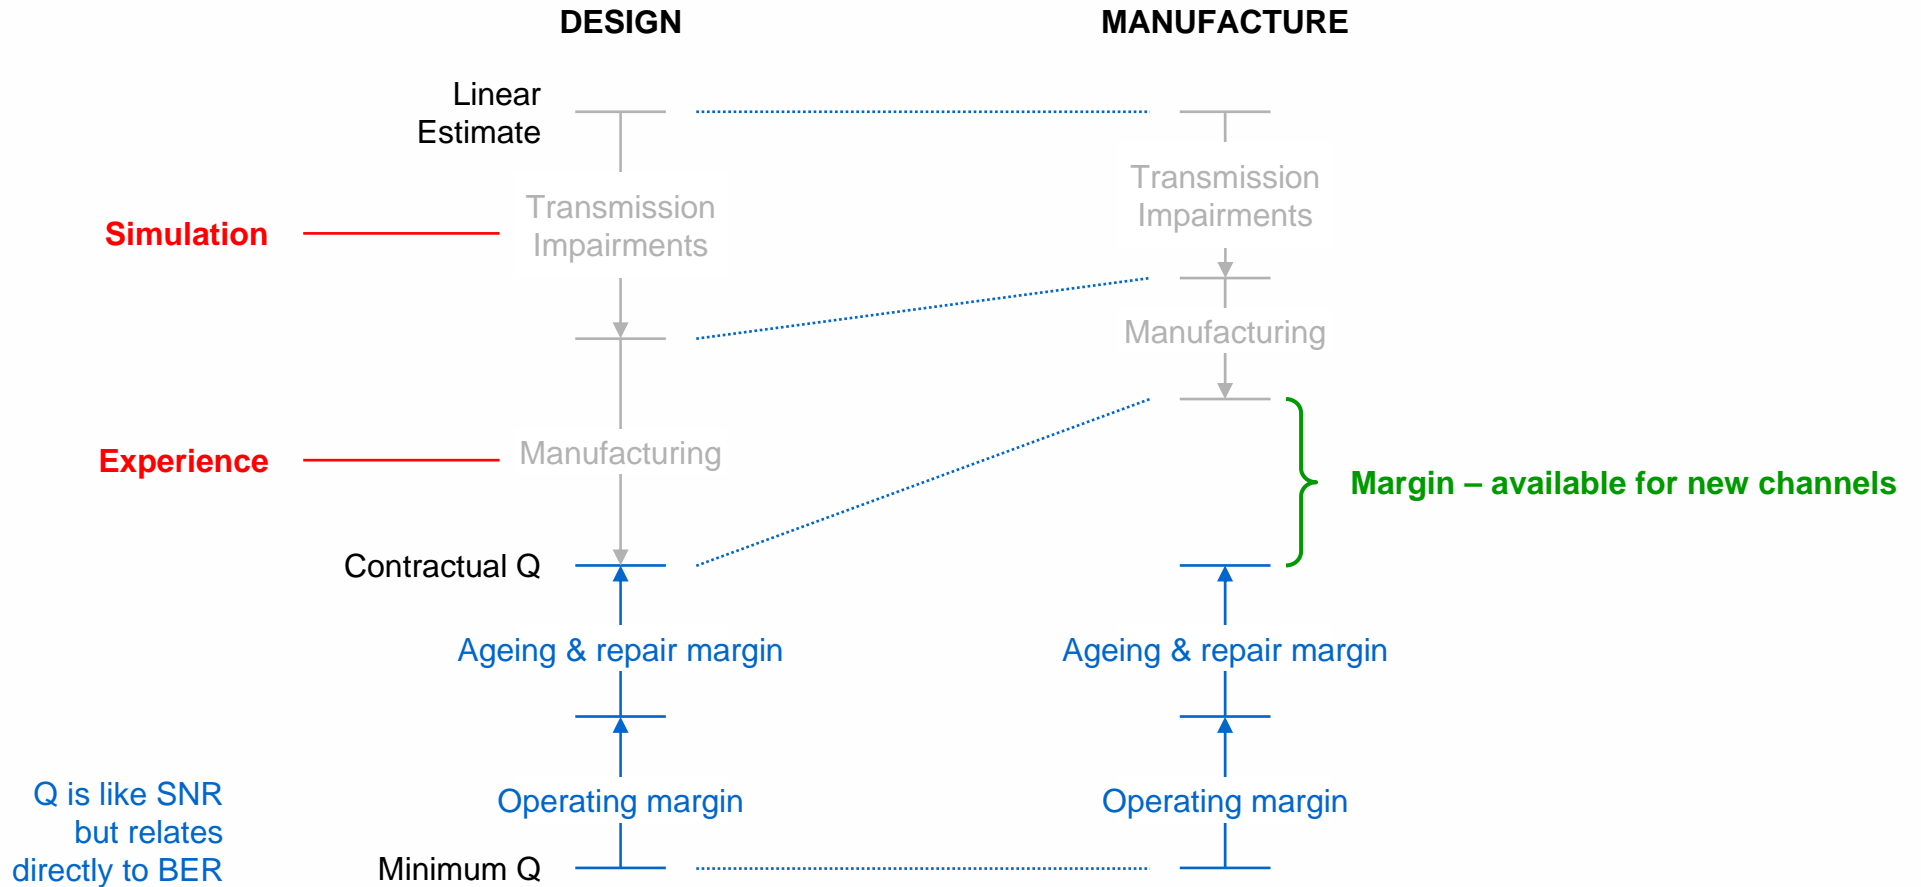 DESIGN
MANUFACTURE
Linear
Estimate
Transmission
Impairments
Transmission
Impairments
Simulation
Manufacturing
Experience
Manufacturing
Margin – available for new channels
Contractual Q
Ageing & repair margin
Ageing & repair margin
Q is like SNR
but relates
directly to BER
Operating margin
Operating margin
Minimum Q